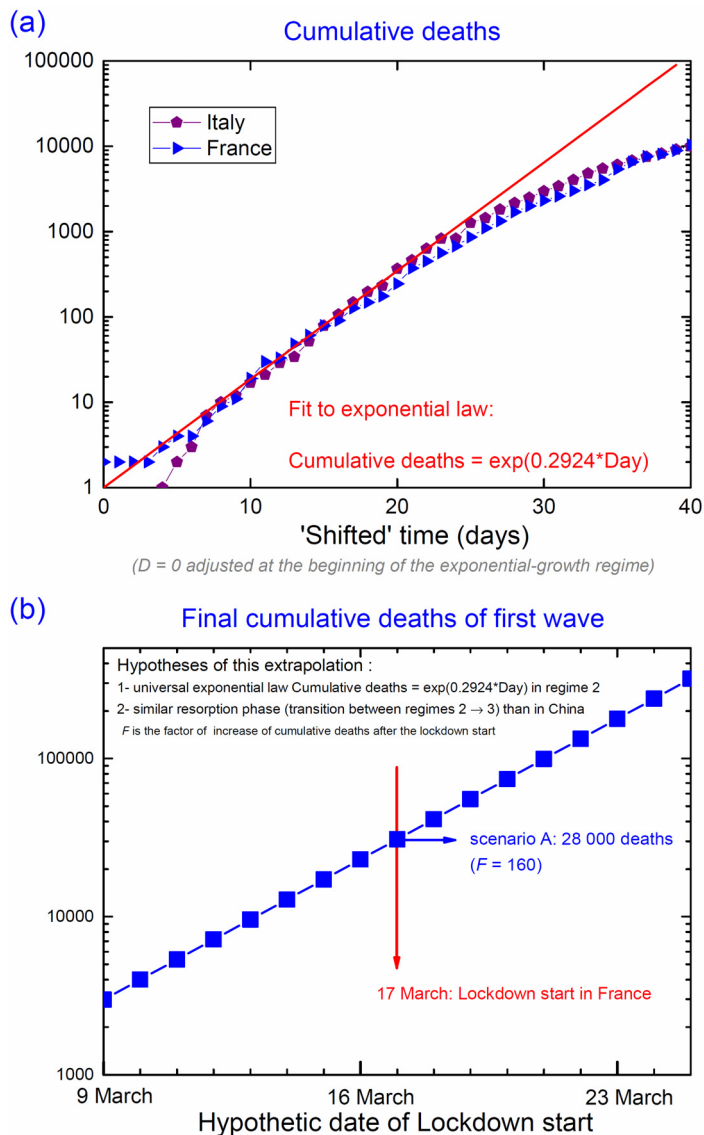 (a)
Cumulative deaths
100000
10000
1000
100
10
1
Italy
France
Fit to exponential law:
Cumulative deaths = exp(0.2924*Day)
0 10 20 30 40
'Shifted' time (days)
(D = 0 adjusted at the beginning of the exponential-growth regime)
(b)
Final cumulative deaths of first wave
Hypotheses of this extrapolation :
1- universal exponential law Cumulative deaths = exp(0.2924*Day) in regime 2
2- similar resorption phase (transition between regimes 2 → 3) than in China
F is the factor of increase of cumulative deaths after the lockdown start
100000
10000
1000
scenario A: 28 000 deaths
(F = 160)
17 March: Lockdown start in France
9 March 16 March 23 March
Hypothetic date of Lockdown start